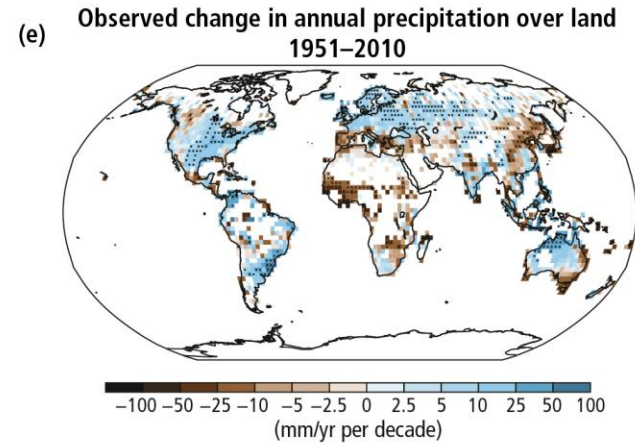 (e)
Observed change in annual precipitation over land
1951–2010
−100 −50 −25 −10 −5 −2.5 0 2.5 5 10 25 50 100
(mm/yr per decade)